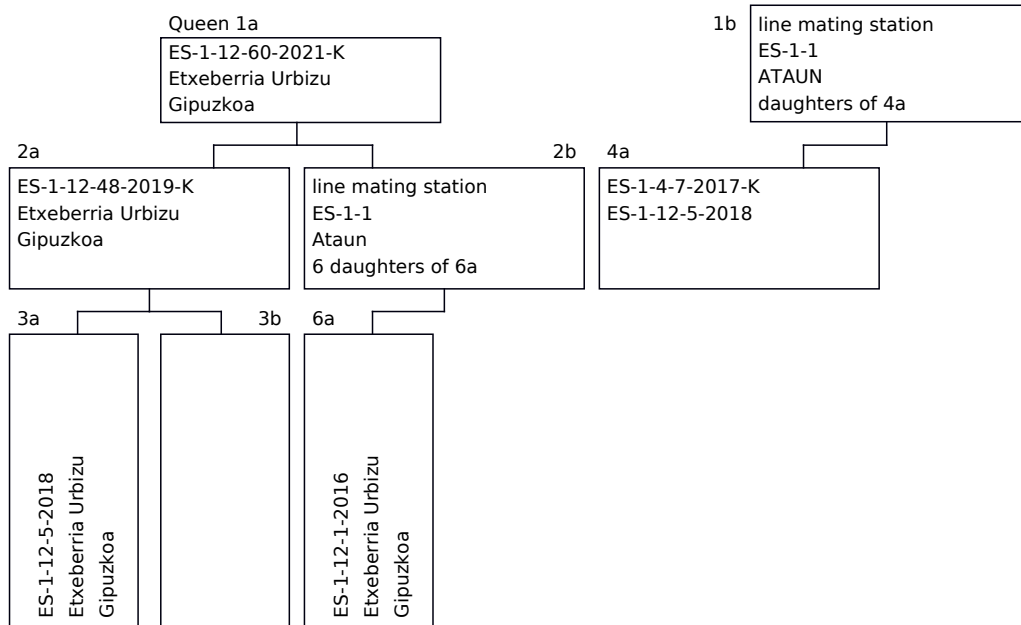 Queen 1a
ES-1-12-60-2021-K
Etxeberria Urbizu
Gipuzkoa
1b
line mating station
ES-1-1
ATAUN
daughters of 4a
2a
ES-1-12-48-2019-K
Etxeberria Urbizu
Gipuzkoa
2b
line mating station
ES-1-1
Ataun
6 daughters of 6a
4a
ES-1-4-7-2017-K
ES-1-12-5-2018
3a
ES-1-12-5-2018
Etxeberria Urbizu
Gipuzkoa
3b
6a
ES-1-12-1-2016
Etxeberria Urbizu
Gipuzkoa